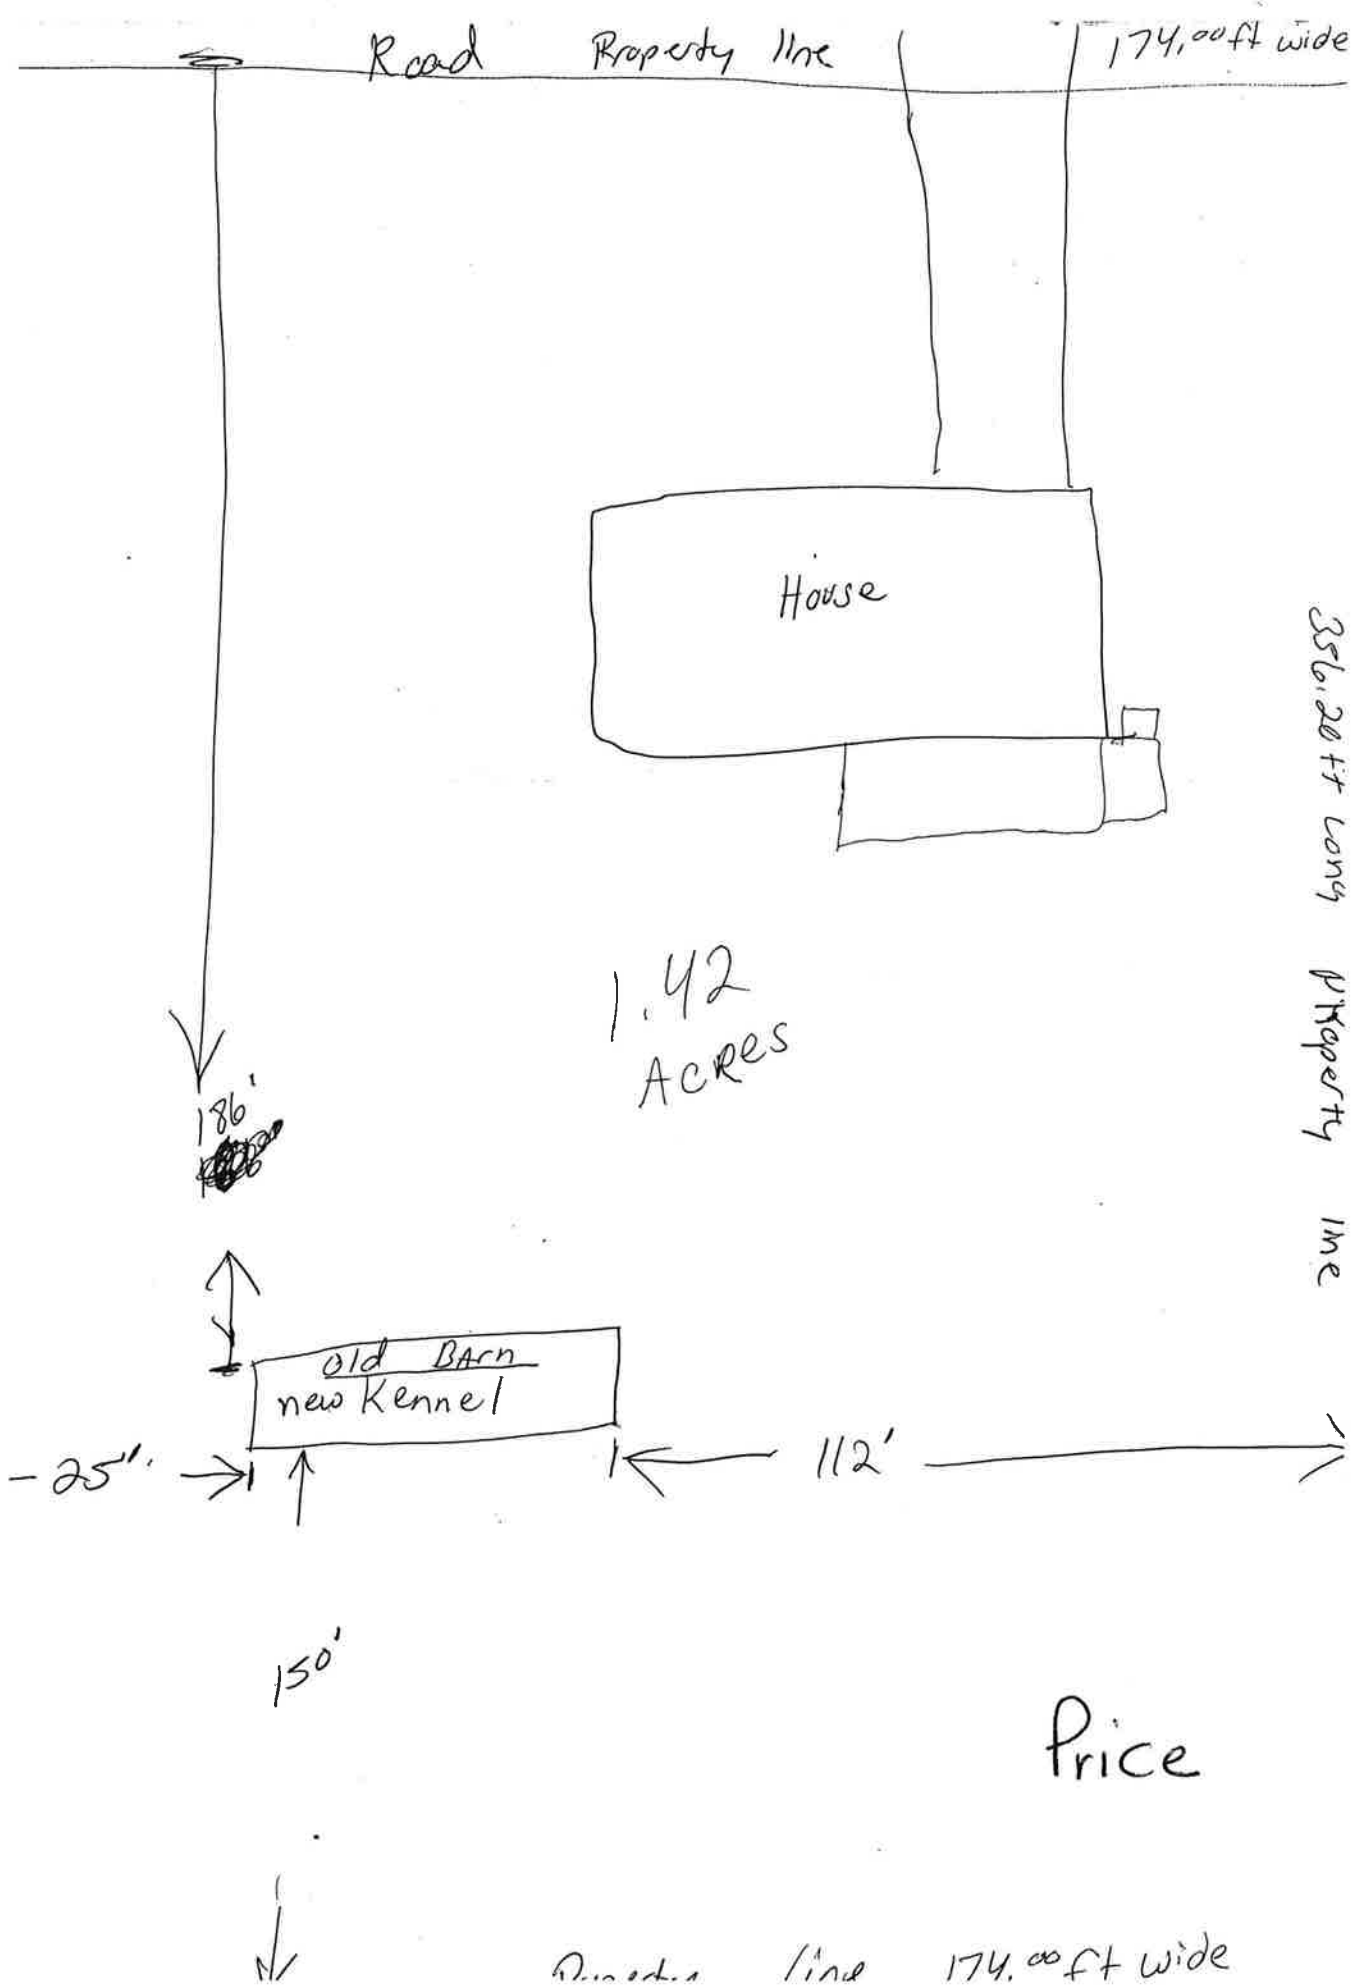 Road Property line 174.00 ft wide
House
356.20 ft Long Property line
1.42
Acres
186'
Old Barn
new Kennel
- 25".
112'
150'
Price
Property line 174.00 ft wide